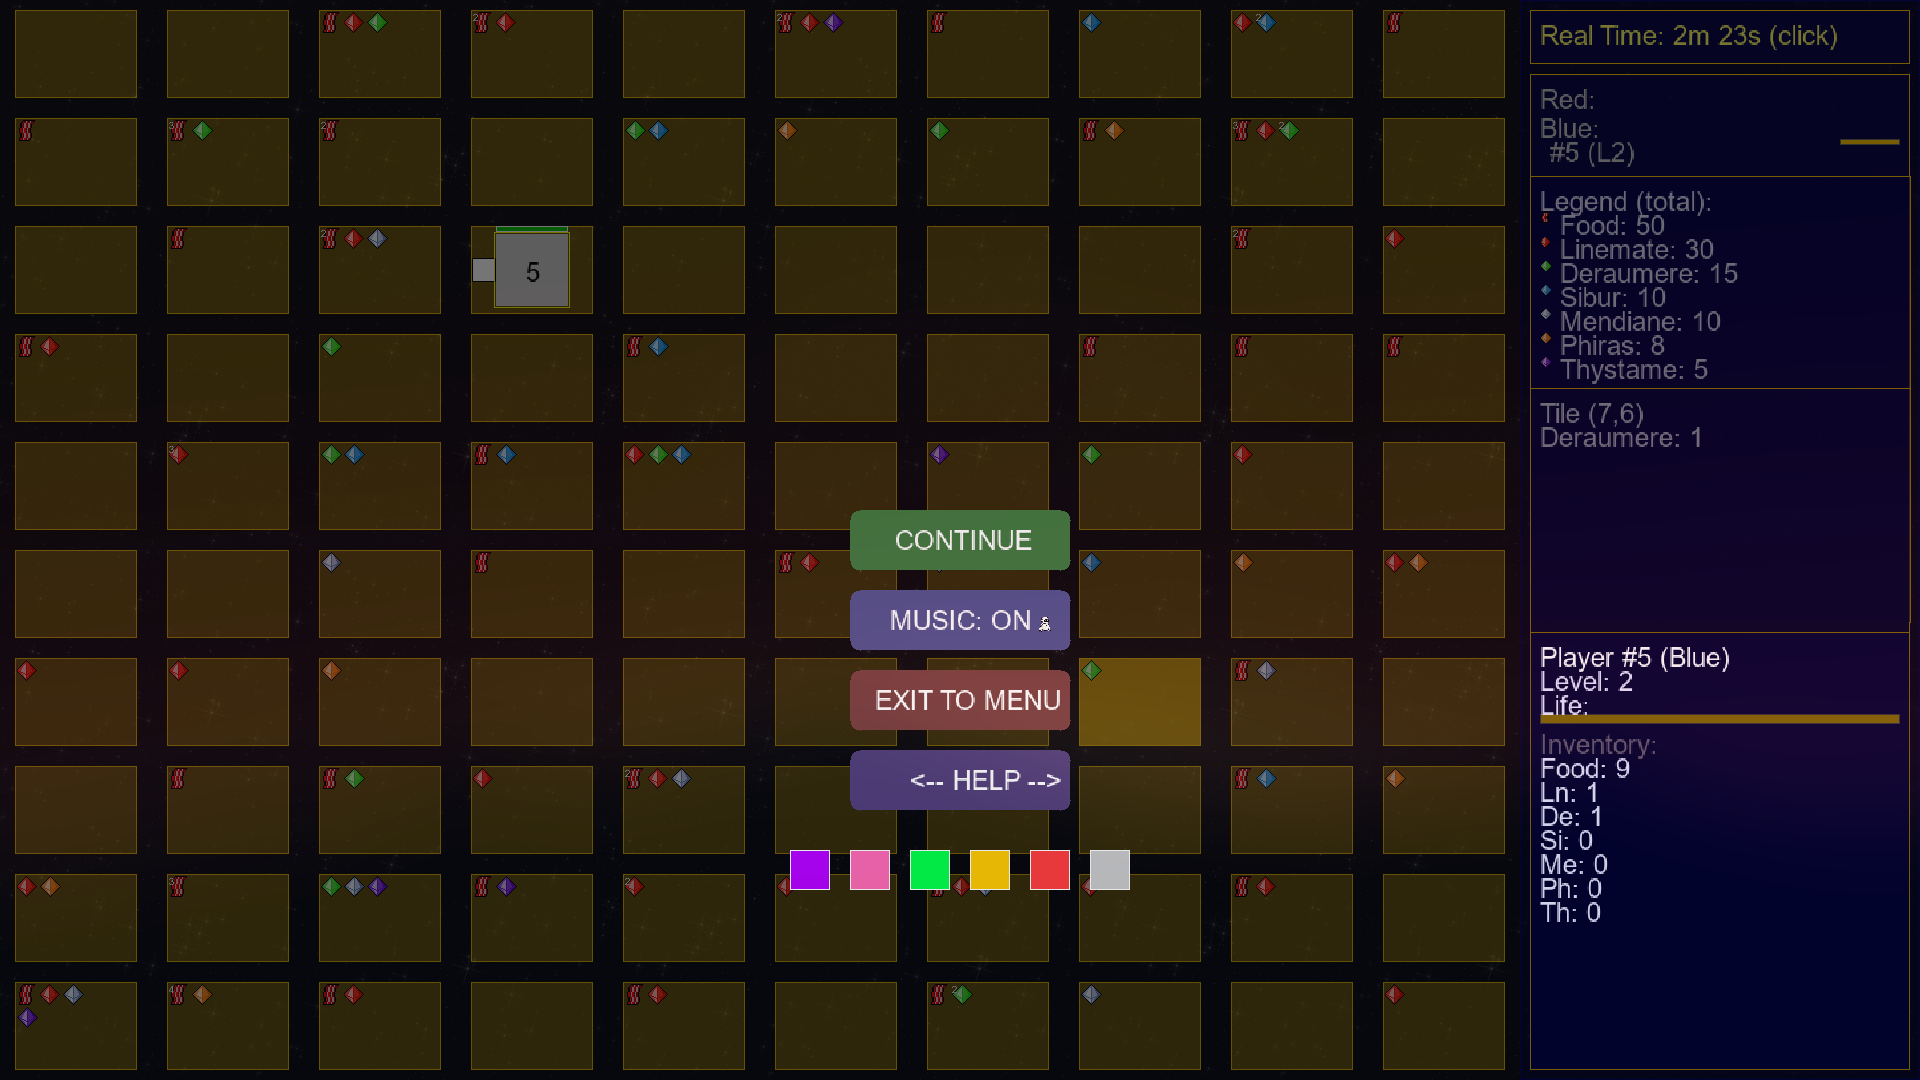 Real Time: 2m 23s (click)
Red:
Blue:
#5 (L2)
Legend (total):
Food: 50
Linemate: 30
Deraumere: 15
Sibur: 10
Mendiane: 10
Phiras: 8
Thystame: 5
Tile (7,6)
Deraumere: 1
5
CONTINUE
MUSIC: ON
EXIT TO MENU
<-- HELP -->
Player #5 (Blue)
Level: 2
Life:
Inventory:
Food: 9
Ln: 1
De: 1
Si: 0
Me: 0
Ph: 0
Th: 0